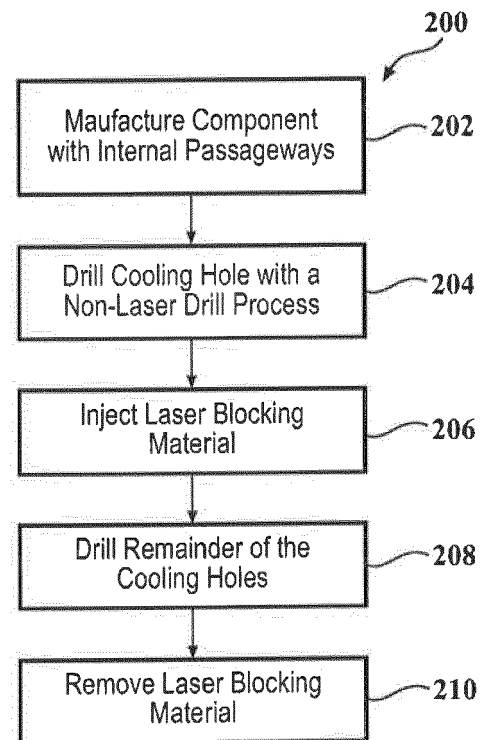 200
Maufacture Component
with Internal Passageways
202
Drill Cooling Hole with a
Non-Laser Drill Process
204
Inject Laser Blocking
Material
206
Drill Remainder of the
Cooling Holes
208
Remove Laser Blocking
Material
210